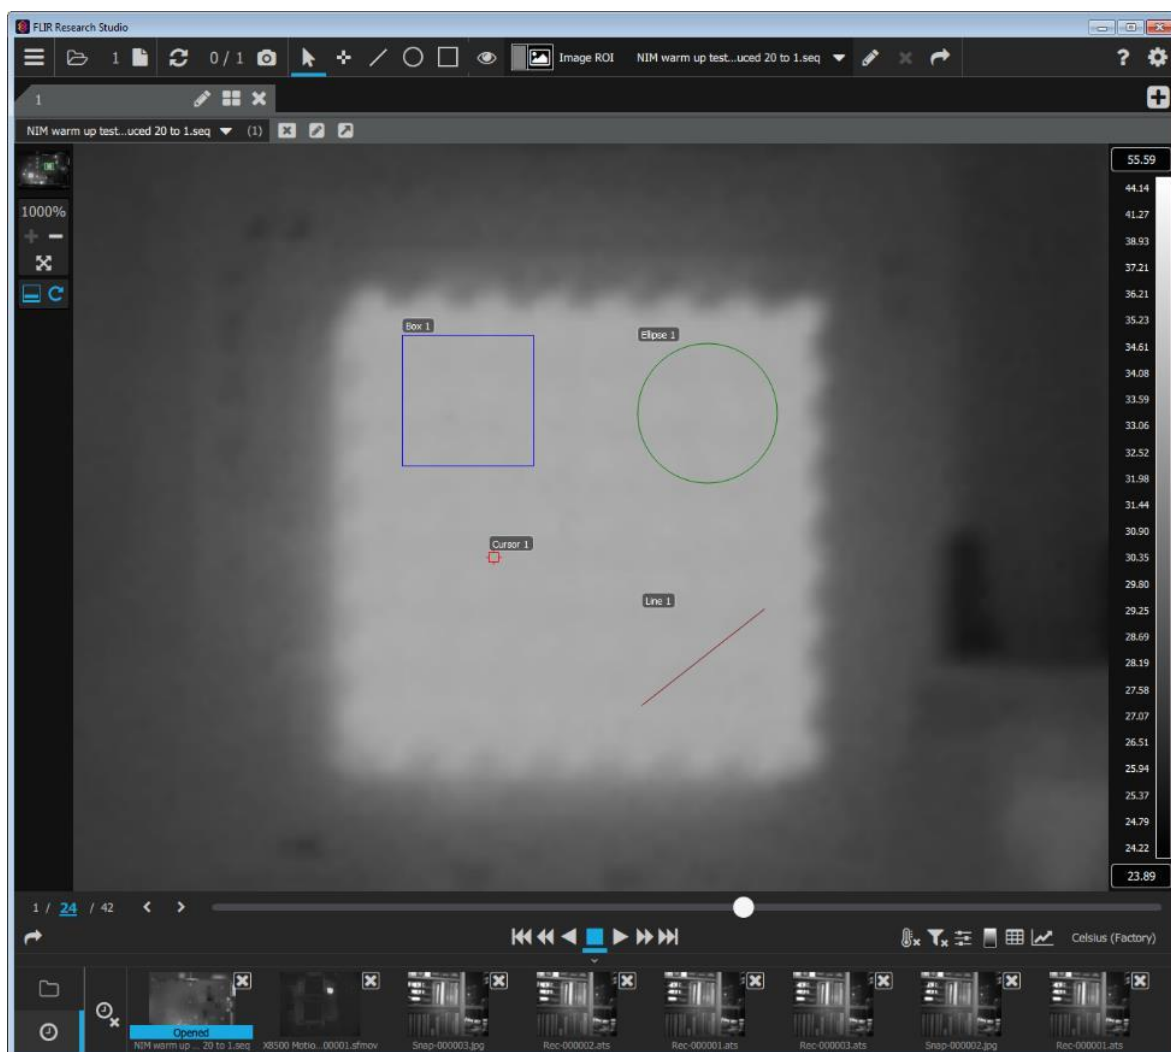 FLIR Research Studio
1 0 / 1 Image ROI NIM warm up test...uced 20 to 1.seq ?
1
NIM warm up test...uced 20 to 1.seq (1)
55.59
1000%
44.14
41.27
38.93
37.21
36.21
35.23
34.61
34.08
33.59
33.06
32.52
31.98
31.44
30.90
30.35
29.80
29.25
28.69
28.19
27.58
27.07
26.51
25.94
25.37
24.79
24.22
23.89
Box 1
Ellipse 1
Cursor 1
Line 1
1 / 24 / 42
Celsius (Factory)
Opened
NIM warm up ... 20 to 1.seq X8500 Motio...00001.sfmov Snap-000003.jpg Rec-000002.ats Rec-000001.ats Rec-000003.ats Snap-000002.jpg Rec-000001.ats